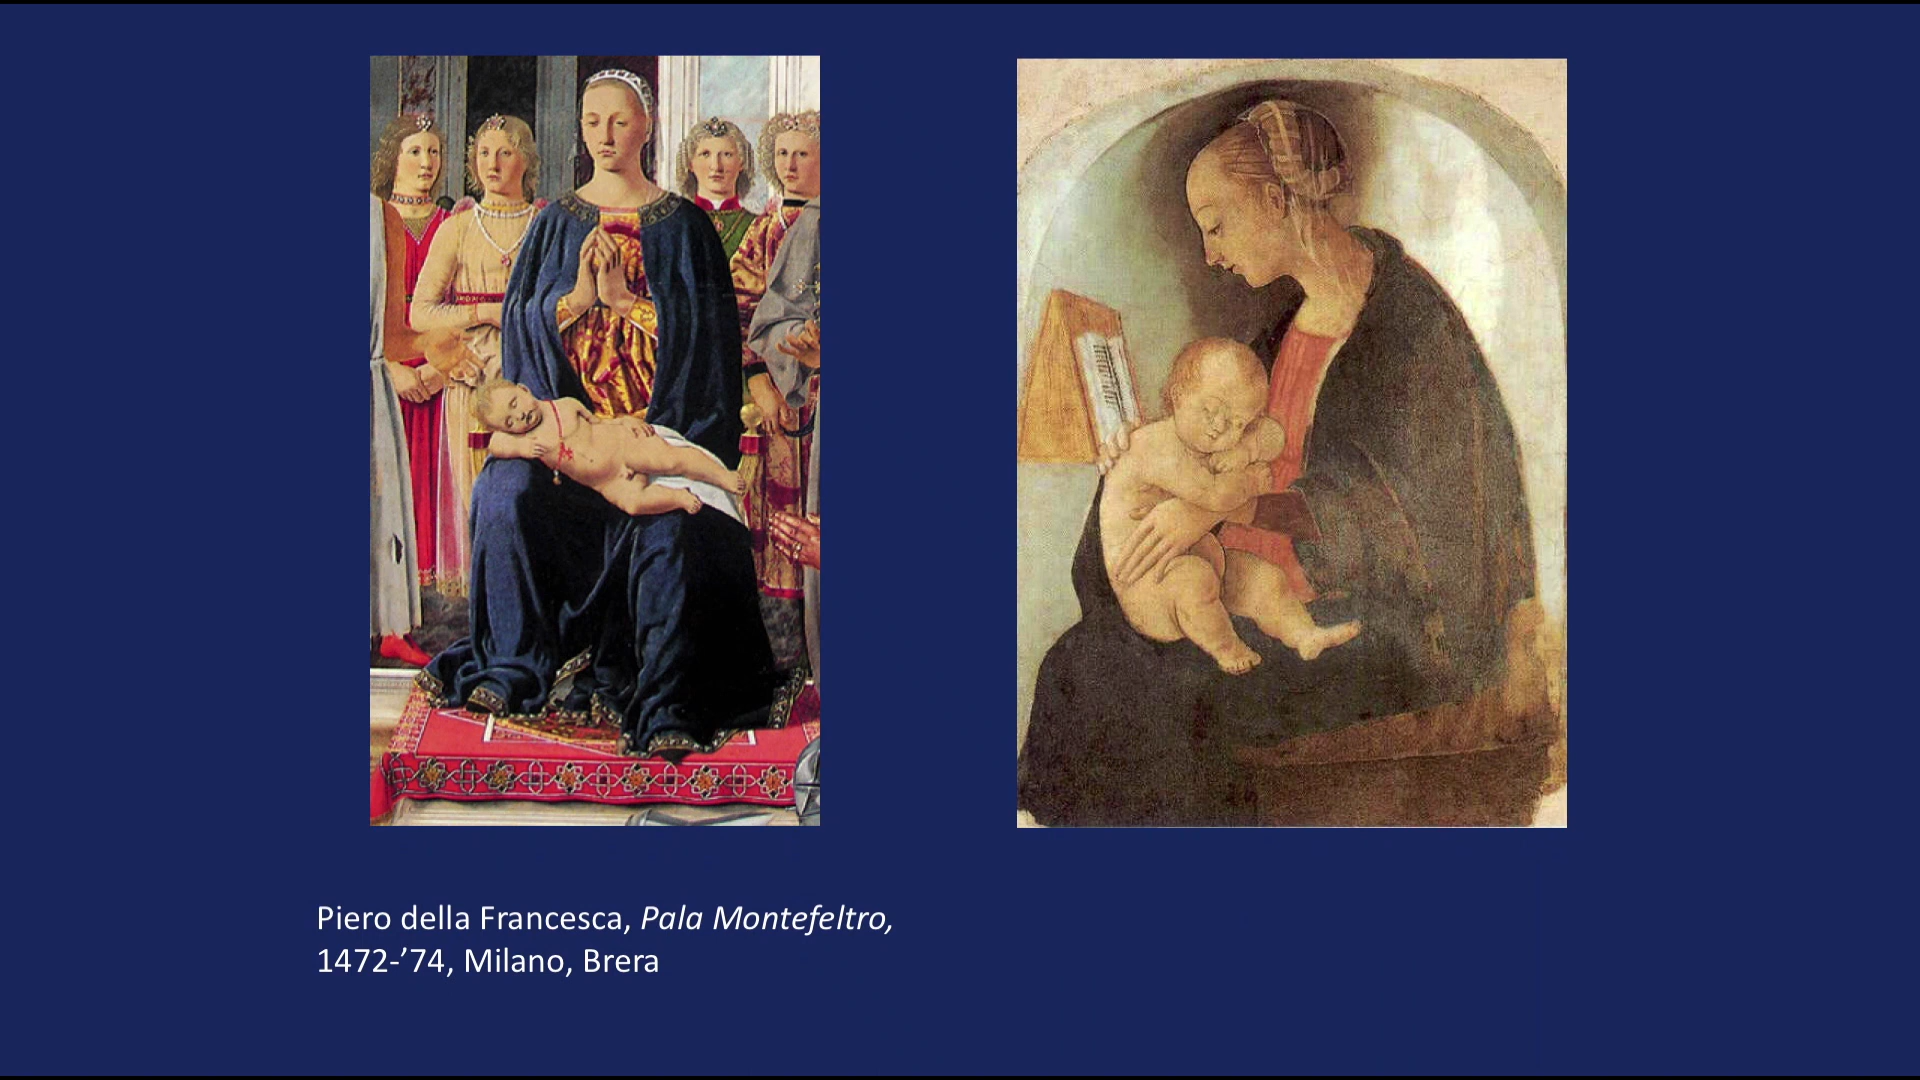 Piero della Francesca, Pala Montefeltro,
1472-’74, Milano, Brera